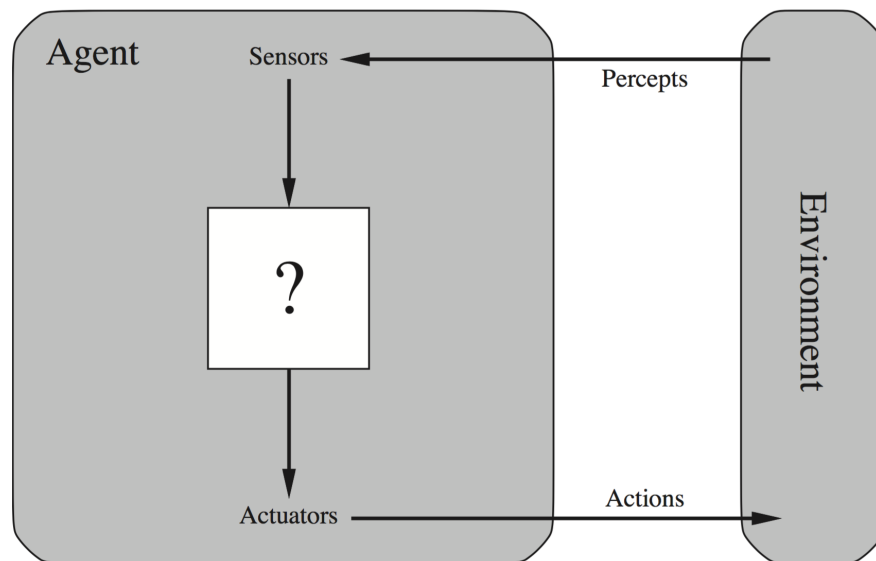 Agent
Sensors
Percepts
?
Environment
Actions
Actuators